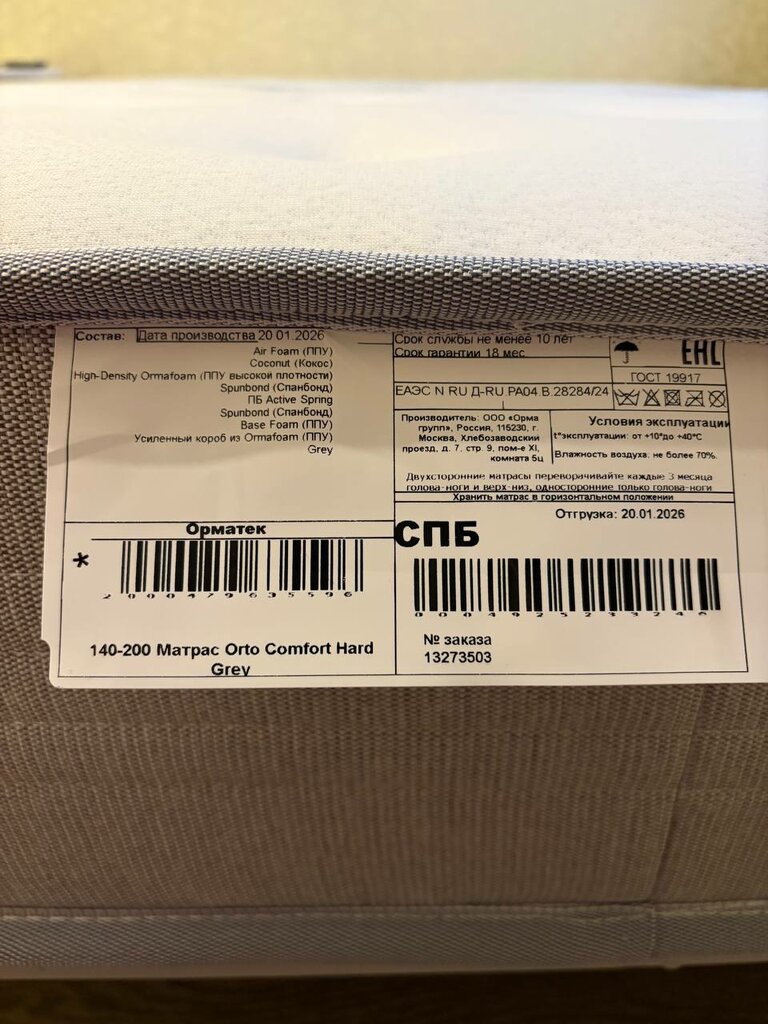 Состав: Дата производства 20.01.2026
Air Foam (ППУ)
Coconut (Кокос)
High-Density Ormafoam (ППУ высокой плотности)
Spunbond (Спанбонд)
ПБ Active Spring
Spunbond (Спанбонд)
Base Foam (ППУ)
Усиленный короб из Ormafoam (ППУ)
Grey
Срок службы не менее 10 лет
Срок гарантии 18 мес.
EAC
ГОСТ 19917
ЕАЭС N RU Д-RU РА04.В.28284/24
Производитель: ООО «Орма
групп», Россия, 115230, г.
Москва, Хлебозаводский
проезд, д. 7, стр. 9, пом-е XI,
комната 5ц
Условия эксплуатации
t°эксплуатации: от +10°до +40°С
Влажность воздуха: не более 70%.
Двухсторонние матрасы переворачивайте каждые 3 месяца
голова-ноги и верх-низ, односторонние только голова-ноги
Хранить матрас в горизонтальном положении
Орматек
*
2000479635596
140-200 Матрас Orto Comfort Hard
Grey
СПБ
Отгрузка: 20.01.2026
0004925233246
№ заказа
13273503